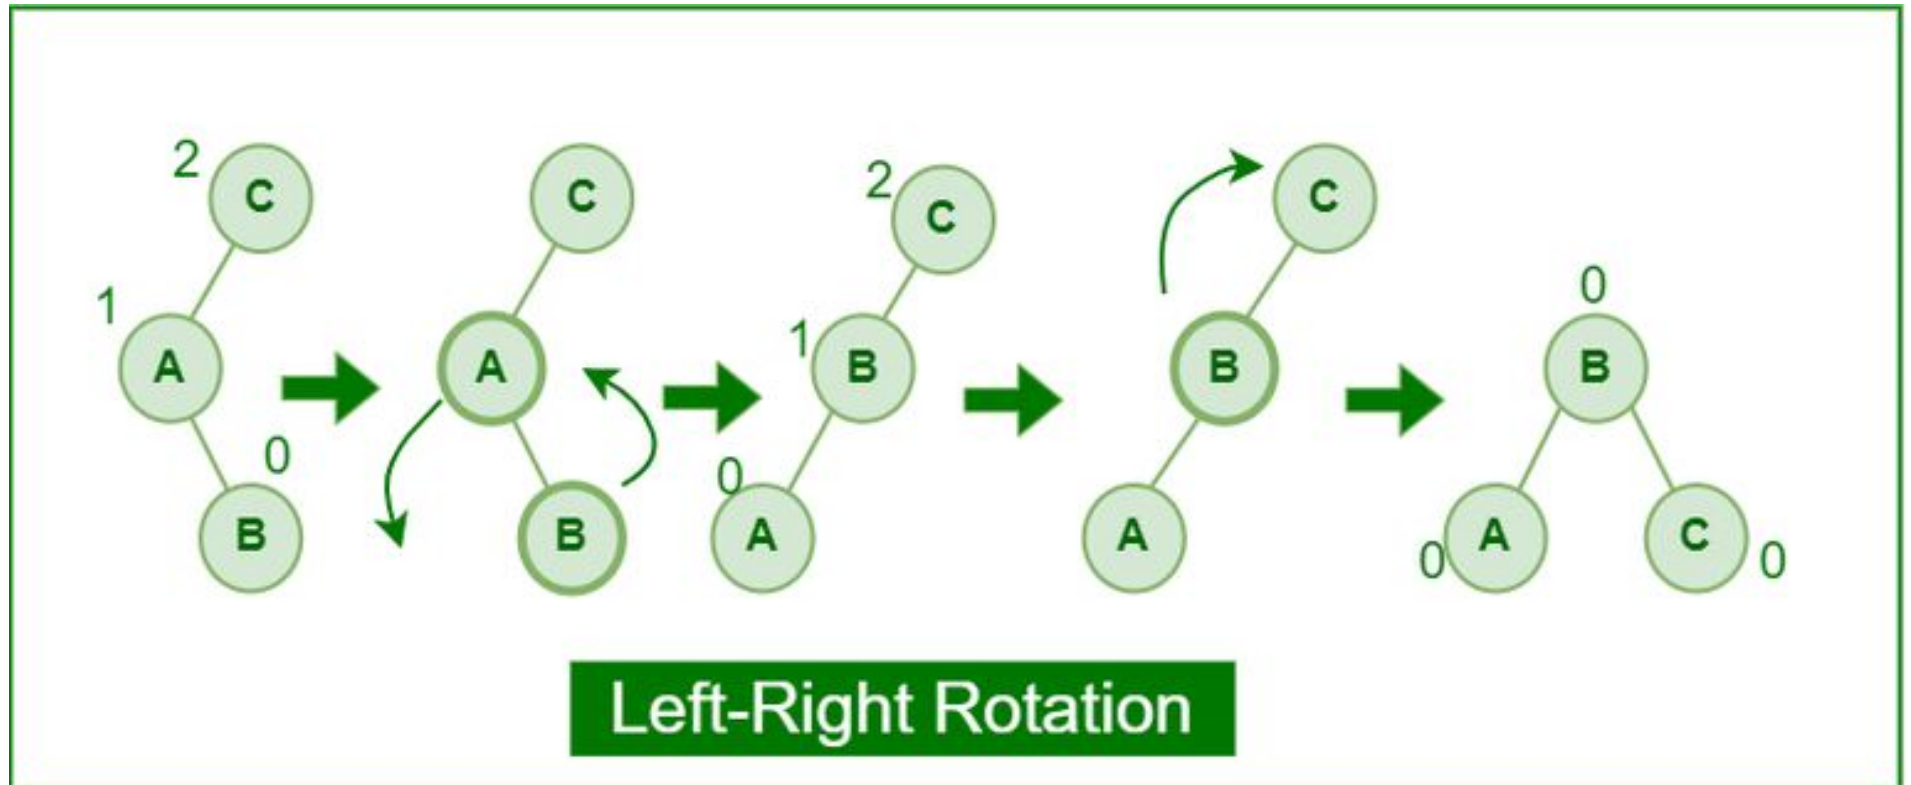 2 C 1 A 0 B
C A B
2 C 1 B 0 A
C B A
0 B 0 A C 0
Left-Right Rotation